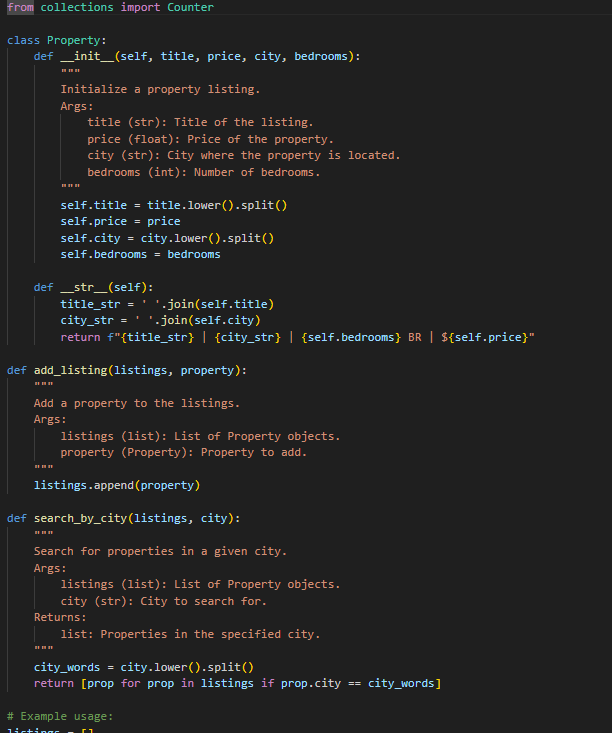 from collections import Counter
class Property:
    def __init__(self, title, price, city, bedrooms):
        """
        Initialize a property listing.
        Args:
            title (str): Title of the listing.
            price (float): Price of the property.
            city (str): City where the property is located.
            bedrooms (int): Number of bedrooms.
        """
        self.title = title.lower().split()
        self.price = price
        self.city = city.lower().split()
        self.bedrooms = bedrooms
    def __str__(self):
        title_str = ' '.join(self.title)
        city_str = ' '.join(self.city)
        return f"{title_str} | {city_str} | {self.bedrooms} BR | ${self.price}"
def add_listing(listings, property):
    """
    Add a property to the listings.
    Args:
        listings (list): List of Property objects.
        property (Property): Property to add.
    """
    listings.append(property)
def search_by_city(listings, city):
    """
    Search for properties in a given city.
    Args:
        listings (list): List of Property objects.
        city (str): City to search for.
    Returns:
        list: Properties in the specified city.
    """
    city_words = city.lower().split()
    return [prop for prop in listings if prop.city == city_words]
# Example usage:
listings = []